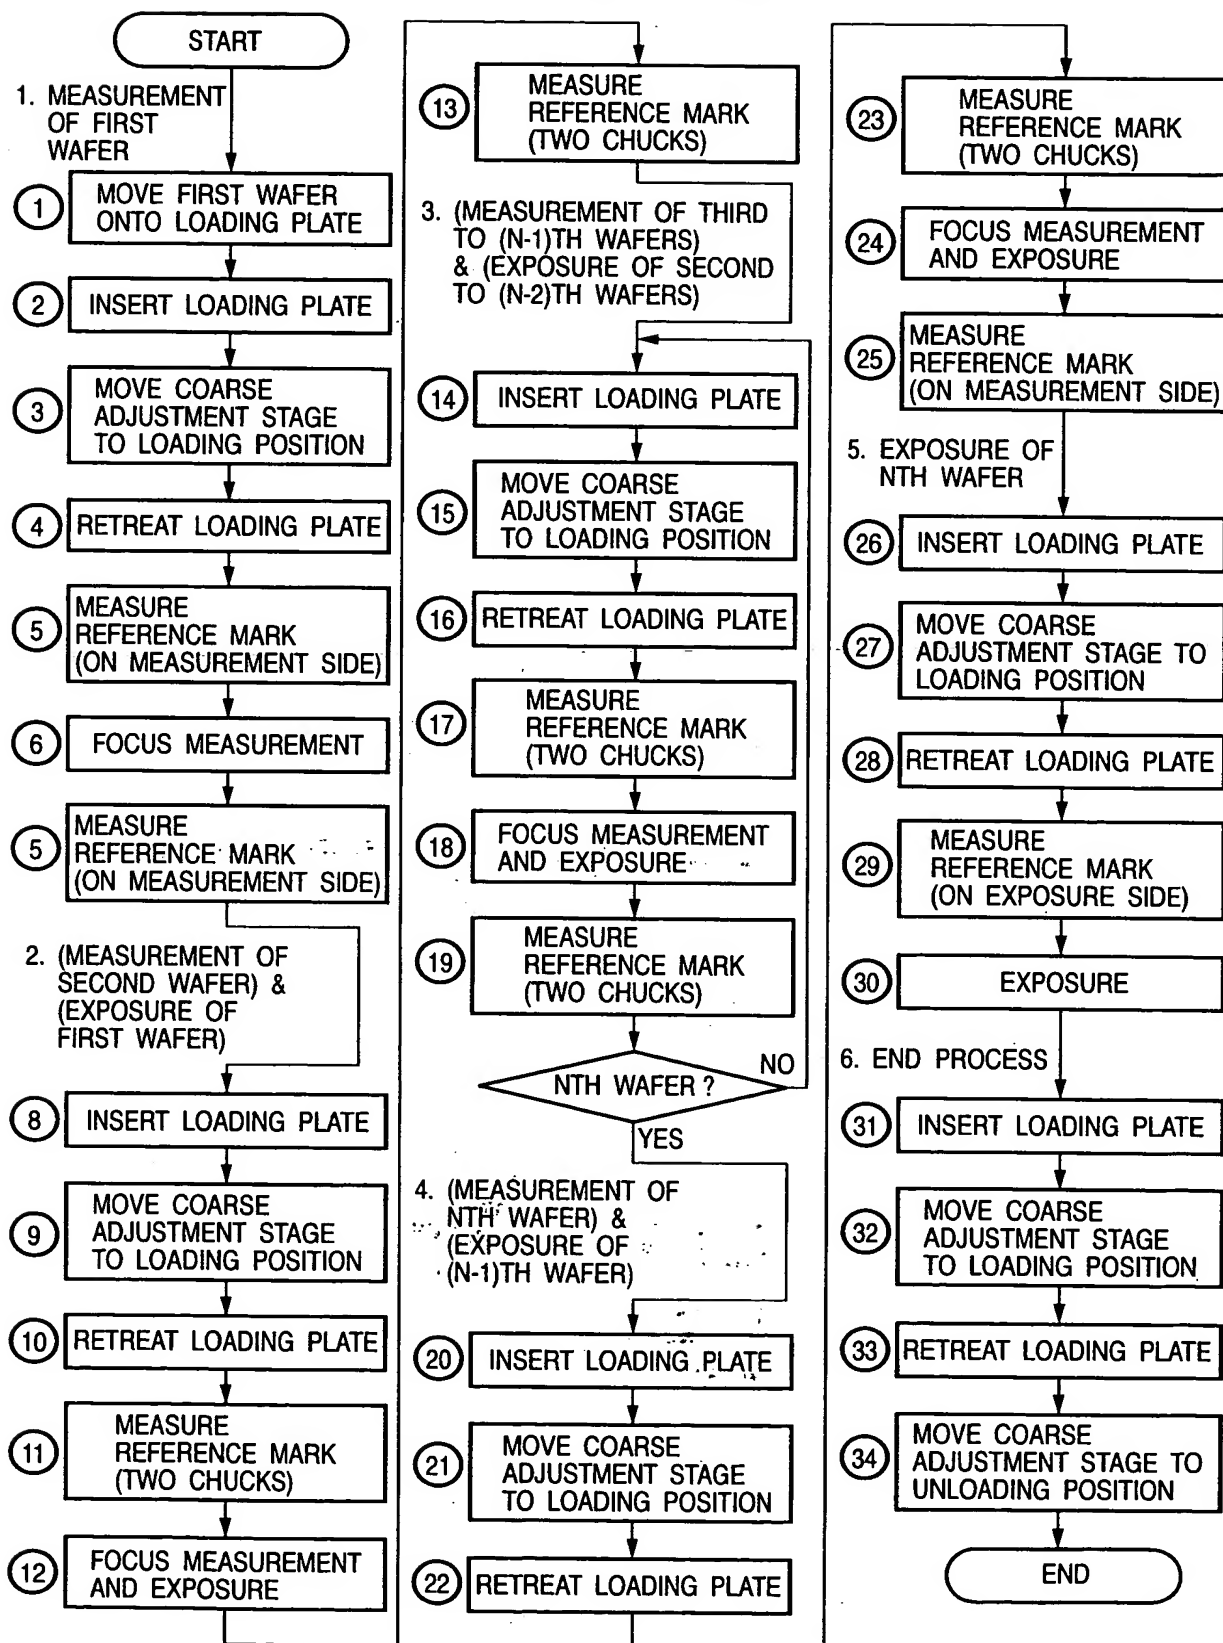 START
1. MEASUREMENT
OF FIRST
WAFER
1
MOVE FIRST WAFER
ONTO LOADING PLATE
2
INSERT LOADING PLATE
3
MOVE COARSE
ADJUSTMENT STAGE
TO LOADING POSITION
4
RETREAT LOADING PLATE
5
MEASURE
REFERENCE MARK
(ON MEASUREMENT SIDE)
6
FOCUS MEASUREMENT
5
MEASURE
REFERENCE MARK
(ON MEASUREMENT SIDE)
2. (MEASUREMENT OF
SECOND WAFER) &
(EXPOSURE OF
FIRST WAFER)
8
INSERT LOADING PLATE
9
MOVE COARSE
ADJUSTMENT STAGE
TO LOADING POSITION
10
RETREAT LOADING PLATE
11
MEASURE
REFERENCE MARK
(TWO CHUCKS)
12
FOCUS MEASUREMENT
AND EXPOSURE
13
MEASURE
REFERENCE MARK
(TWO CHUCKS)
3. (MEASUREMENT OF THIRD
TO (N-1)TH WAFERS)
& (EXPOSURE OF SECOND
TO (N-2)TH WAFERS)
14
INSERT LOADING PLATE
15
MOVE COARSE
ADJUSTMENT STAGE
TO LOADING POSITION
16
RETREAT LOADING PLATE
17
MEASURE
REFERENCE MARK
(TWO CHUCKS)
18
FOCUS MEASUREMENT
AND EXPOSURE
19
MEASURE
REFERENCE MARK
(TWO CHUCKS)
NTH WAFER ?
NO
YES
4. (MEASUREMENT OF
NTH WAFER) &
(EXPOSURE OF
(N-1)TH WAFER)
20
INSERT LOADING PLATE
21
MOVE COARSE
ADJUSTMENT STAGE
TO LOADING POSITION
22
RETREAT LOADING PLATE
23
MEASURE
REFERENCE MARK
(TWO CHUCKS)
24
FOCUS MEASUREMENT
AND EXPOSURE
25
MEASURE
REFERENCE MARK
(ON MEASUREMENT SIDE)
5. EXPOSURE OF
NTH WAFER
26
INSERT LOADING PLATE
27
MOVE COARSE
ADJUSTMENT STAGE TO
LOADING POSITION
28
RETREAT LOADING PLATE
29
MEASURE
REFERENCE MARK
(ON EXPOSURE SIDE)
30
EXPOSURE
6. END PROCESS
31
INSERT LOADING PLATE
32
MOVE COARSE
ADJUSTMENT STAGE
TO LOADING POSITION
33
RETREAT LOADING PLATE
34
MOVE COARSE
ADJUSTMENT STAGE TO
UNLOADING POSITION
END